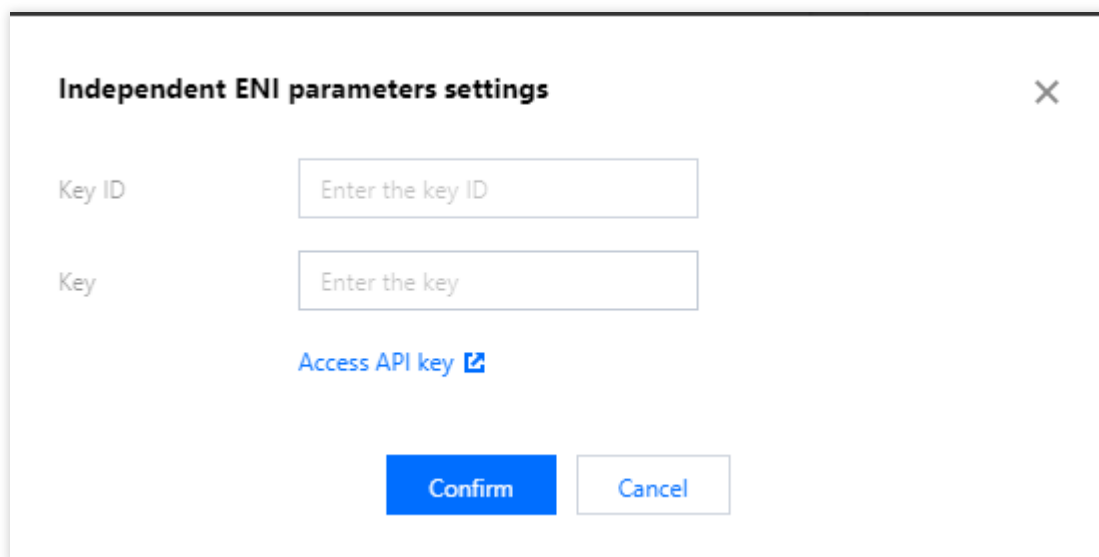 Independent ENI parameters settings
Key ID
Enter the key ID
Key
Enter the key
Access API key
Confirm
Cancel